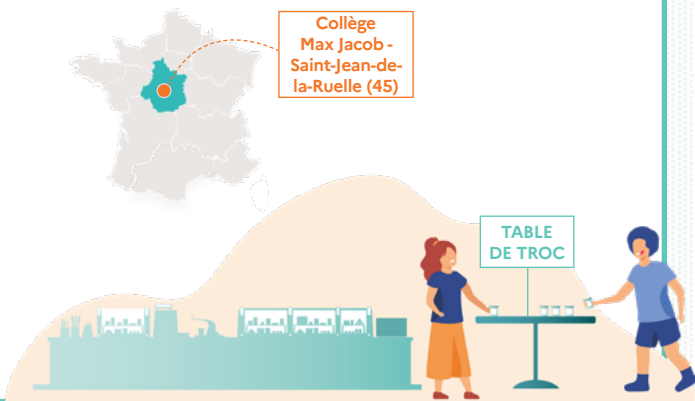 Collège
Max Jacob -
Saint-Jean-de-
la-Ruelle (45)
TABLE
DE TROC